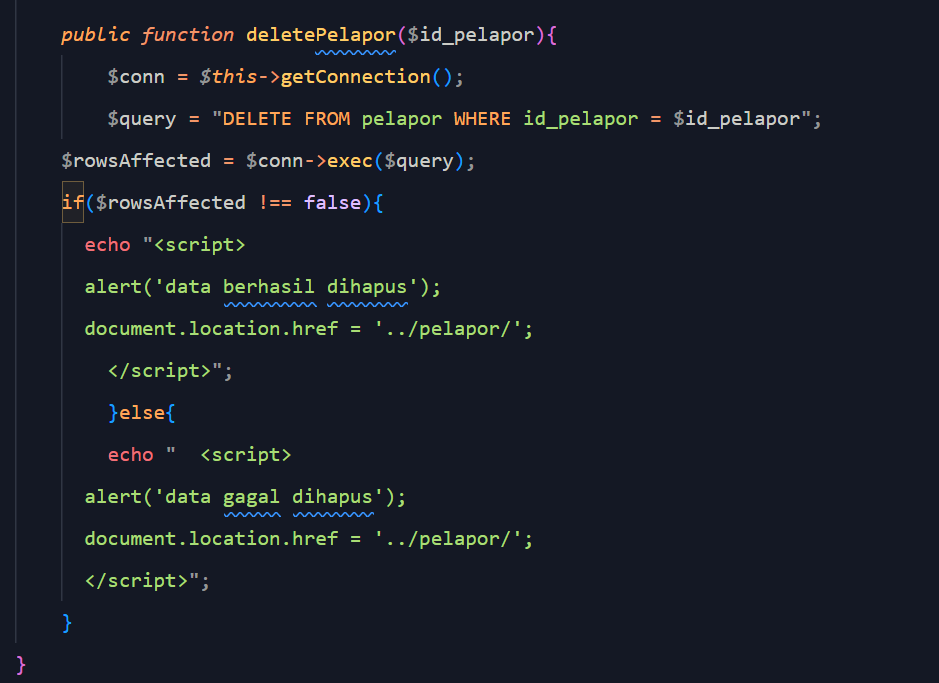 public function deletePelapor($id_pelapor){
$conn = $this->getConnection();
$query = "DELETE FROM pelapor WHERE id_pelapor = $id_pelapor";
$rowsAffected = $conn->exec($query);
if($rowsAffected !== false){
echo "<script>
alert('data berhasil dihapus');
document.location.href = '../pelapor/';
</script>";
}else{
echo "  <script>
alert('data gagal dihapus');
document.location.href = '../pelapor/';
</script>";
}
}